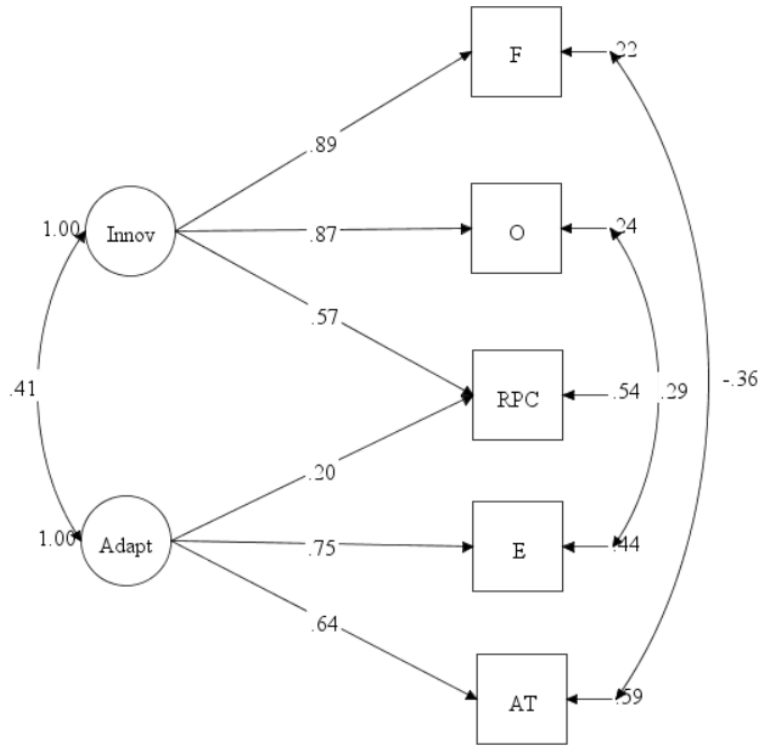 F
.22
.89
1.00
Innov
.87
O
.24
.57
.41
RPC
.54
.29
-.36
.20
1.00
Adapt
.75
E
.44
.64
AT
.59